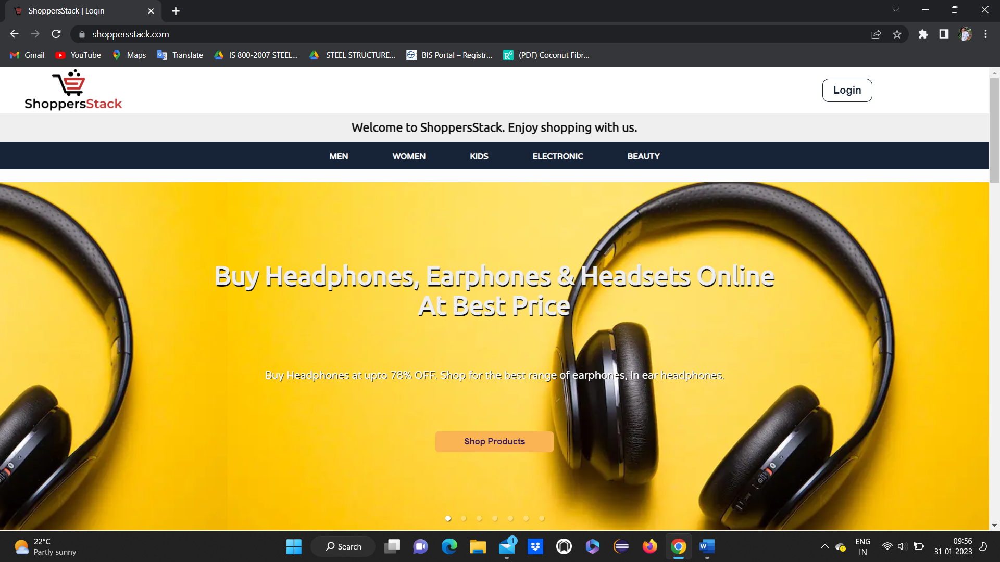 ShoppersStack | Login
shoppersstack.com
Gmail YouTube Maps Translate IS 800-2007 STEEL... STEEL STRUCTURE... BIS Portal – Registr... (PDF) Coconut Fibr...
ShoppersStack
Login
Welcome to ShoppersStack. Enjoy shopping with us.
MEN WOMEN KIDS ELECTRONIC BEAUTY
Buy Headphones, Earphones & Headsets Online
At Best Price
Buy Headphones at upto 78% OFF. Shop for the best range of earphones, In ear headphones.
Shop Products
22°C
Partly sunny
Search
1
ENG
IN
09:56
31-01-2023